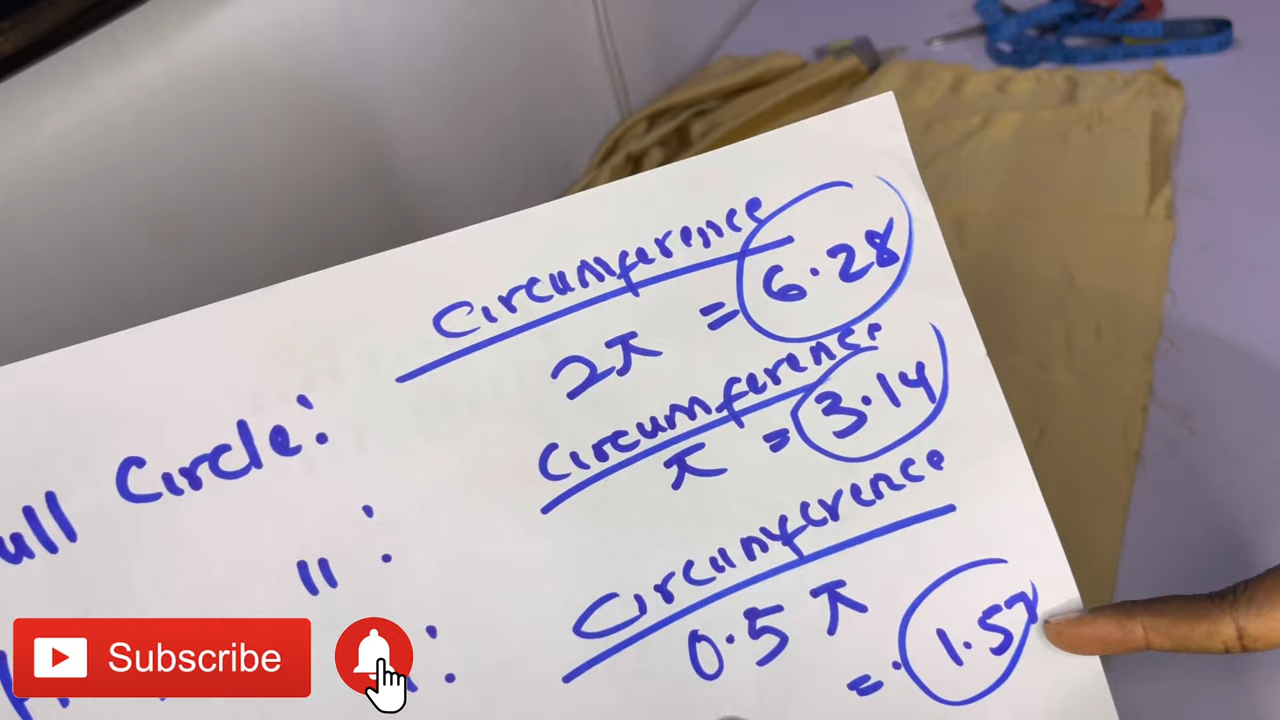 Circumference
2π = 6.28
ull Circle:
Circumference
π = 3.14
" :
Circumference
0.5 π = 1.57
Subscribe